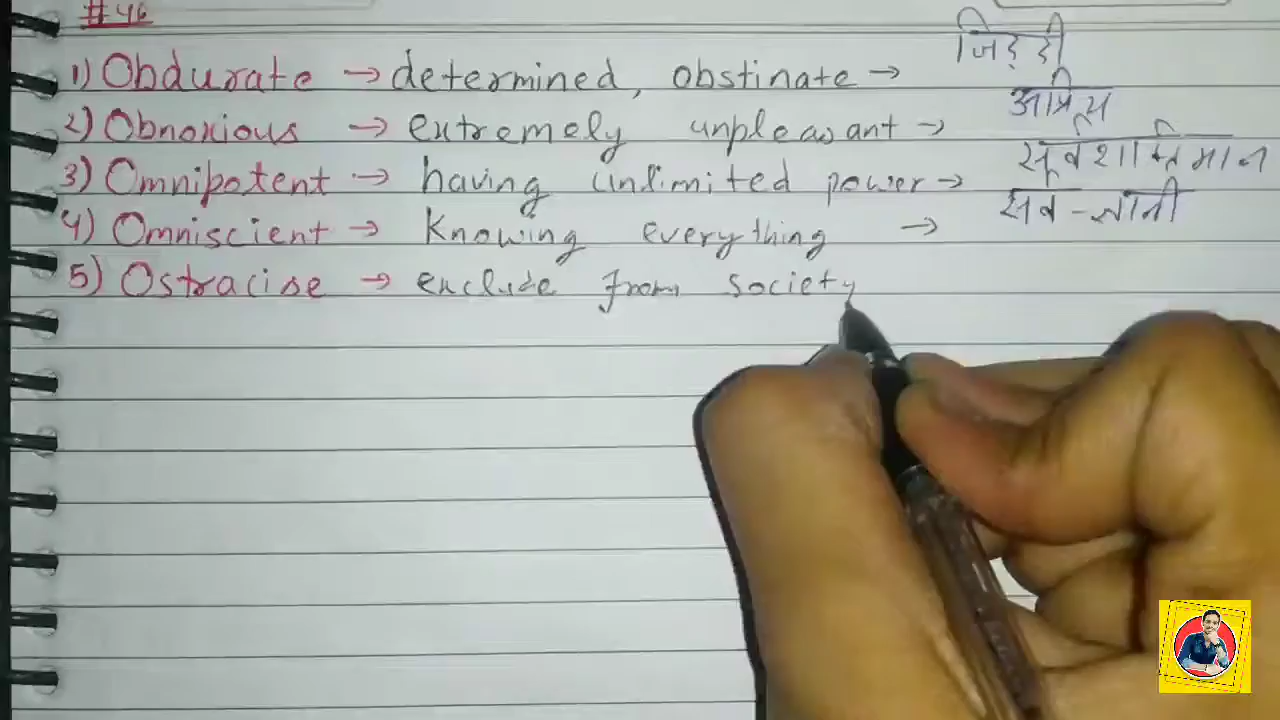 #46
1) Obdurate → determined, obstinate → जिद्दी
2) Obnoxious → extremely unpleasant → अप्रिय
3) Omnipotent → having unlimited power → सर्वशक्तिमान
4) Omniscient → Knowing everything → सर्व-ज्ञानी
5) Ostracise → exclude from society